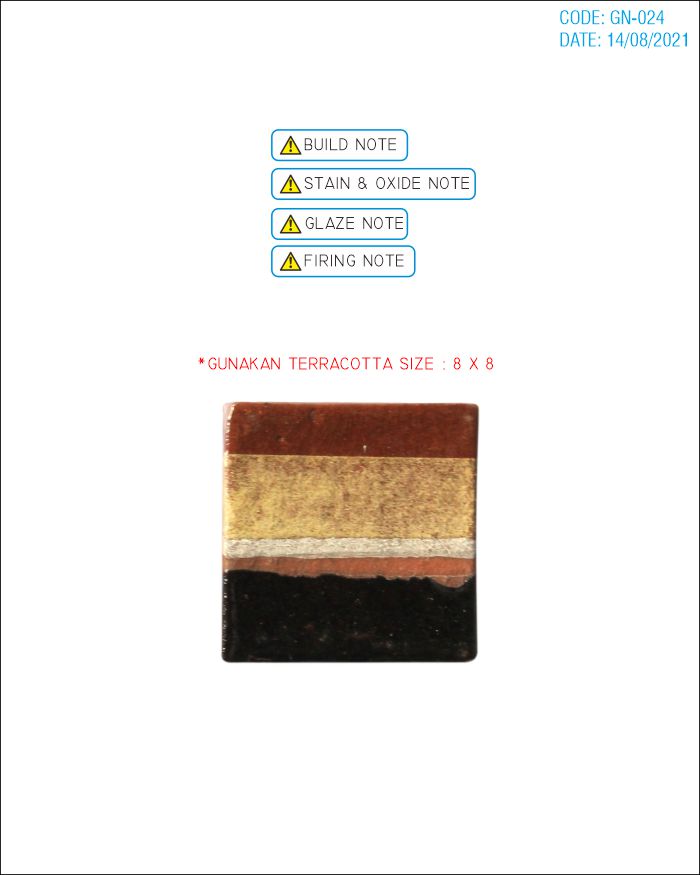 CODE: GN-024
DATE: 14/08/2021
BUILD NOTE
STAIN & OXIDE NOTE
GLAZE NOTE
FIRING NOTE
*GUNAKAN TERRACOTTA SIZE : 8 X 8